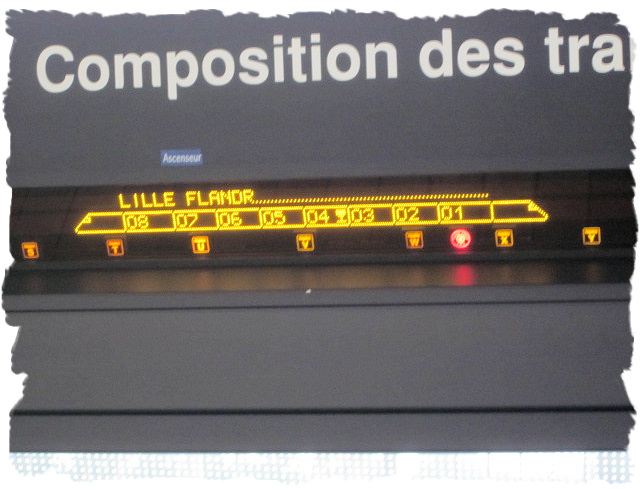 Composition des tra
Ascenseur
LILLE FLANDR
08 07 06 05 04 03 02 01
S T U V W X Y